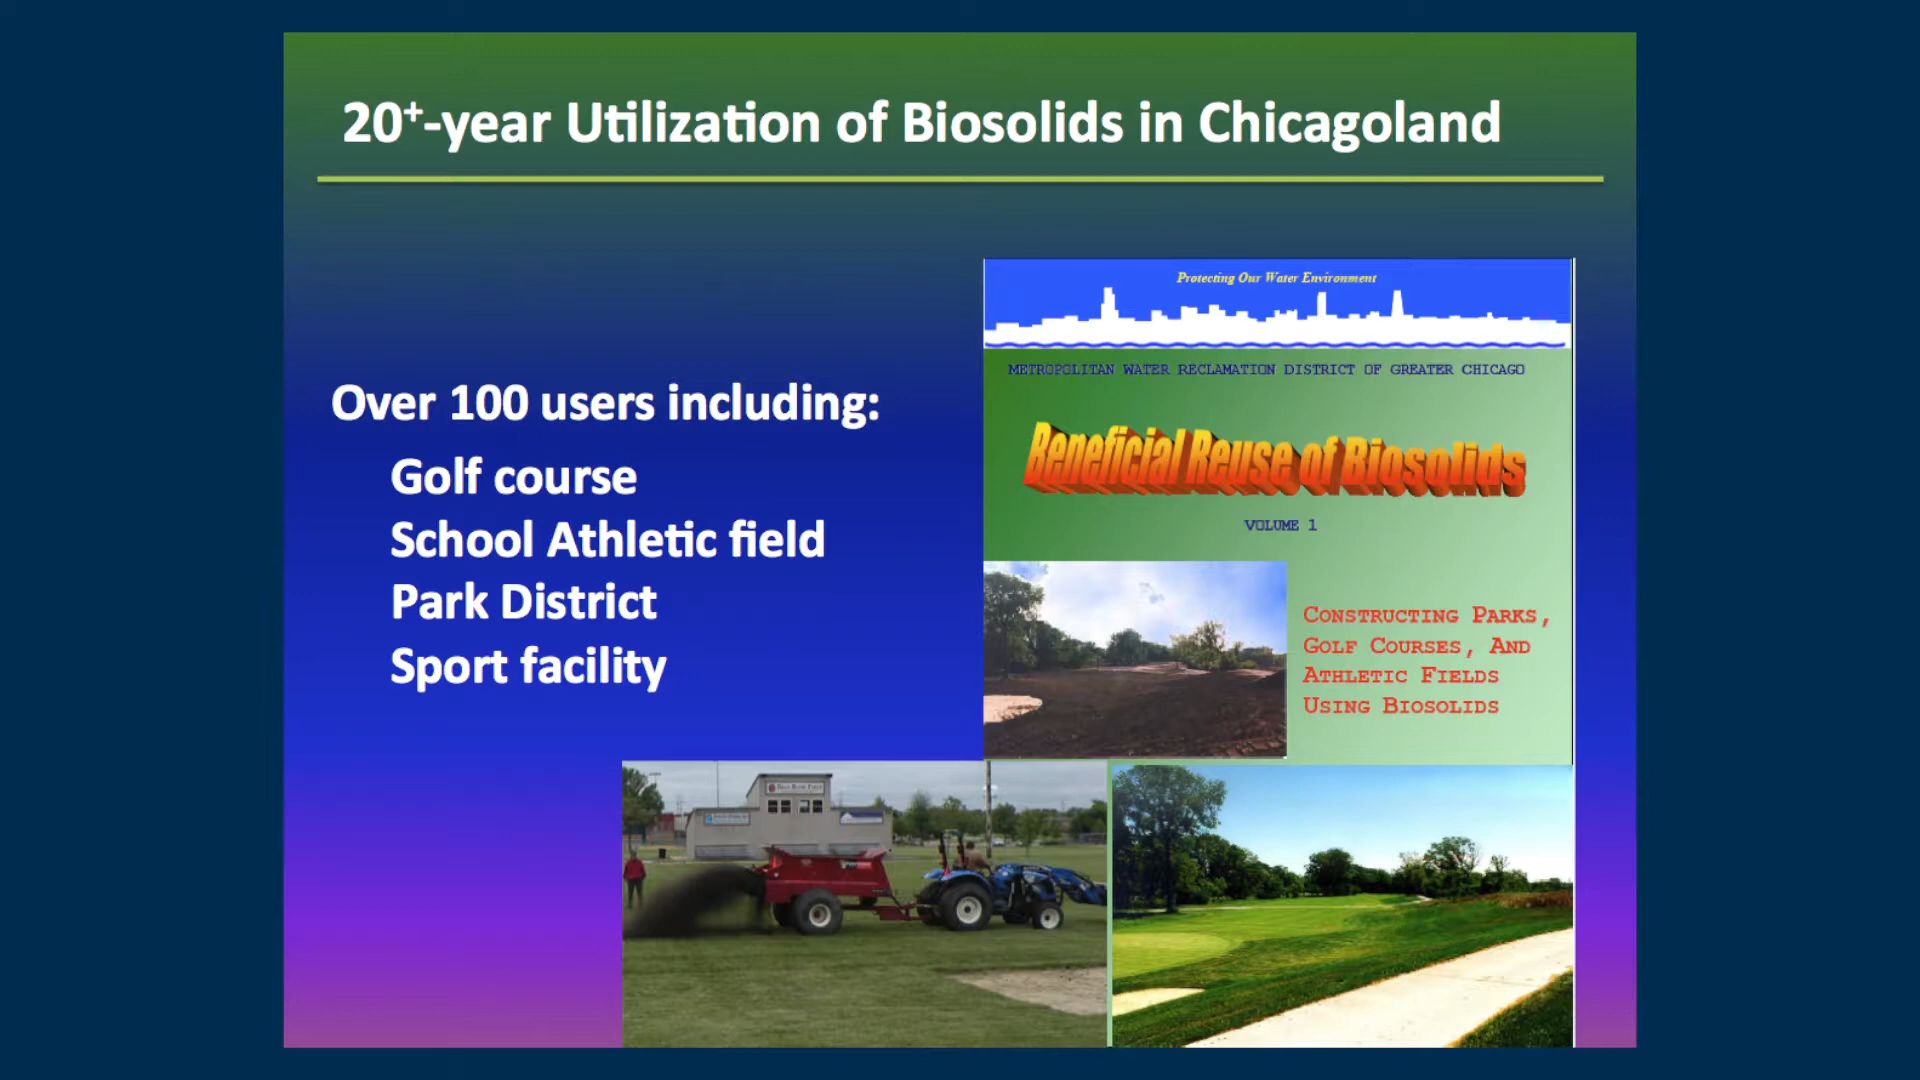 20+-year Utilization of Biosolids in Chicagoland
Over 100 users including:
Golf course
School Athletic field
Park District
Sport facility
Protecting Our Water Environment
METROPOLITAN WATER RECLAMATION DISTRICT OF GREATER CHICAGO
Beneficial Reuse of Biosolids
VOLUME 1
CONSTRUCTING PARKS,
GOLF COURSES, AND
ATHLETIC FIELDS
USING BIOSOLIDS